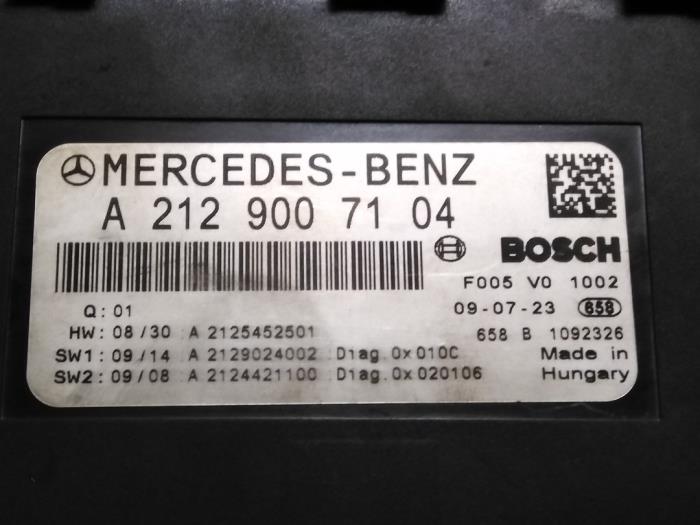 MERCEDES-BENZ
A 212 900 71 04
BOSCH
F005 V0 1002
Q: 01
09-07-23 658
HW: 08/30 A 2125452501
658 B 1092326
SW1: 09/14 A 2129024002 Diag.0x010C
Made in
SW2: 09/08 A 2124421100 Diag.0x020106
Hungary